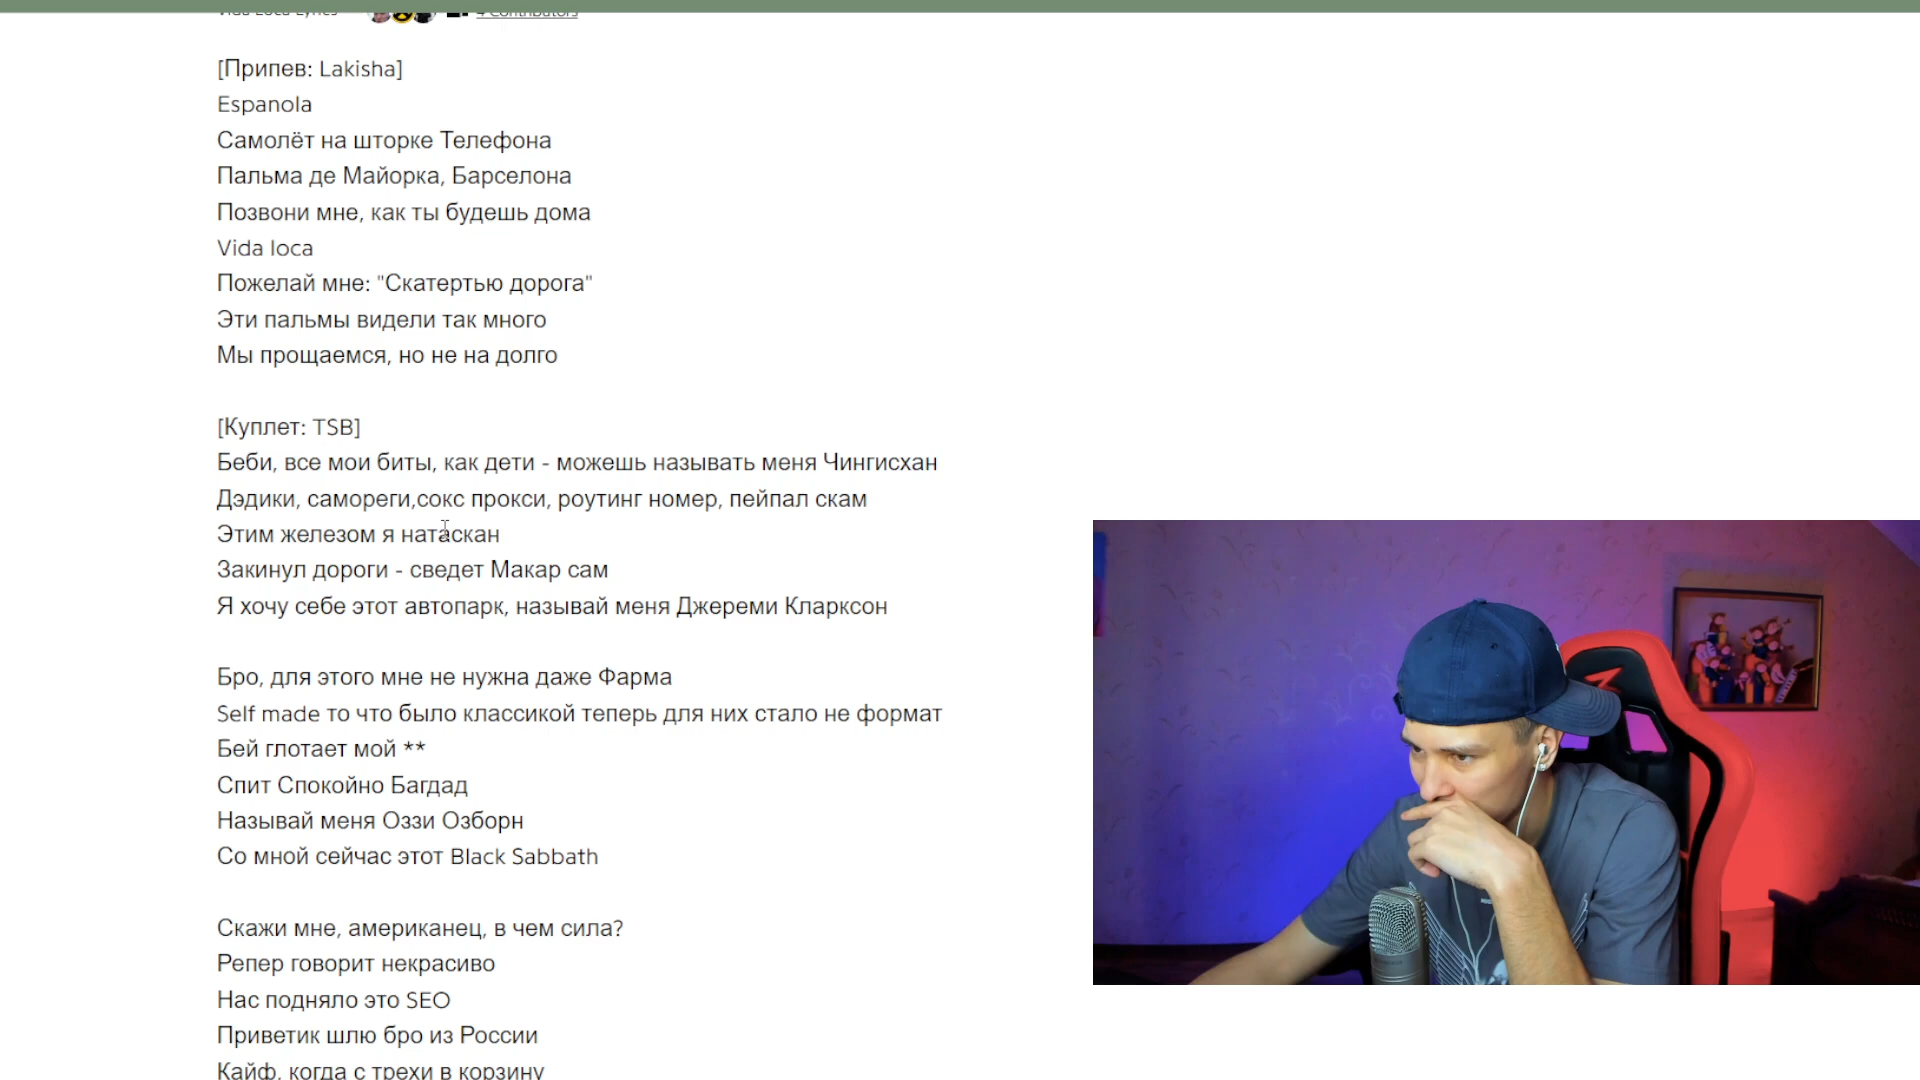 Vida Loca Lyrics
4 Contributors
[Припев: Lakisha]
Espanola
Самолёт на шторке Телефона
Пальма де Майорка, Барселона
Позвони мне, как ты будешь дома
Vida loca
Пожелай мне: "Скатертью дорога"
Эти пальмы видели так много
Мы прощаемся, но не на долго
[Куплет: TSB]
Беби, все мои биты, как дети - можешь называть меня Чингисхан
Дэдики, самореги,сокс прокси, роутинг номер, пейпал скам
Этим железом я натаскан
Закинул дороги - сведет Макар сам
Я хочу себе этот автопарк, называй меня Джереми Кларксон
Бро, для этого мне не нужна даже Фарма
Self made то что было классикой теперь для них стало не формат
Бей глотает мой **
Спит Спокойно Багдад
Называй меня Оззи Озборн
Со мной сейчас этот Black Sabbath
Скажи мне, американец, в чем сила?
Репер говорит некрасиво
Нас подняло это SEO
Приветик шлю бро из России
Кайф, когда с трехи в корзину